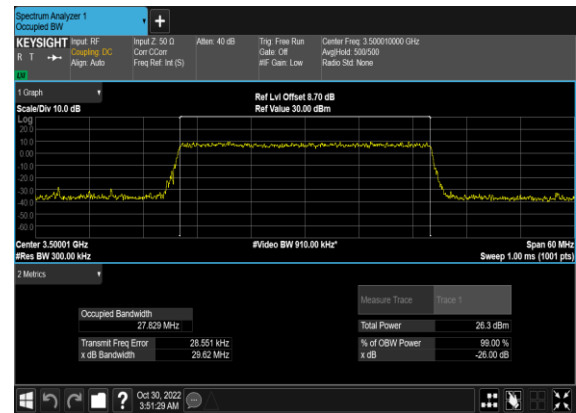 Spectrum Analyzer 1
Occupied BW
KEYSIGHT Input: RF Input Z: 50 Ω Atten: 40 dB Trig: Free Run Center Freq: 3.500010000 GHz
R T Coupling: DC Corr CCorr Gate: Off Avg|Hold: 500/500
Align: Auto Freq Ref: Int (S) #IF Gain: Low Radio Std: None
1 Graph
Ref Lvl Offset 8.70 dB
Scale/Div 10.0 dB Ref Value 30.00 dBm
Log
20.0
10.0
0.00
-10.0
-20.0
-30.0
-40.0
-50.0
-60.0
Center 3.50001 GHz #Video BW 910.00 kHz* Span 60 MHz
#Res BW 300.00 kHz Sweep 1.00 ms (1001 pts)
2 Metrics
Measure Trace Trace 1
Occupied Bandwidth
27.829 MHz Total Power 26.3 dBm
Transmit Freq Error 28.551 kHz % of OBW Power 99.00 %
x dB Bandwidth 29.62 MHz x dB -26.00 dB
? Oct 30, 2022
3:51:29 AM